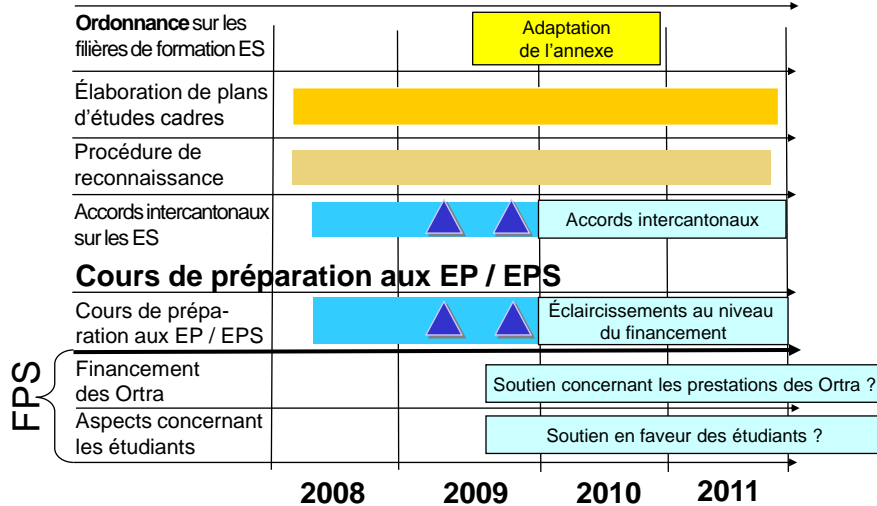 Ordonnance sur les
filières de formation ES
Adaptation
de l'annexe
Élaboration de plans
d'études cadres
Procédure de
reconnaissance
Accords intercantonaux
sur les ES
Accords intercantonaux
Cours de préparation aux EP / EPS
Cours de prépa-
ration aux EP / EPS
Éclaircissements au niveau
du financement
FPS
Financement
des Ortra
Soutien concernant les prestations des Ortra ?
Aspects concernant
les étudiants
Soutien en faveur des étudiants ?
2008 2009 2010 2011